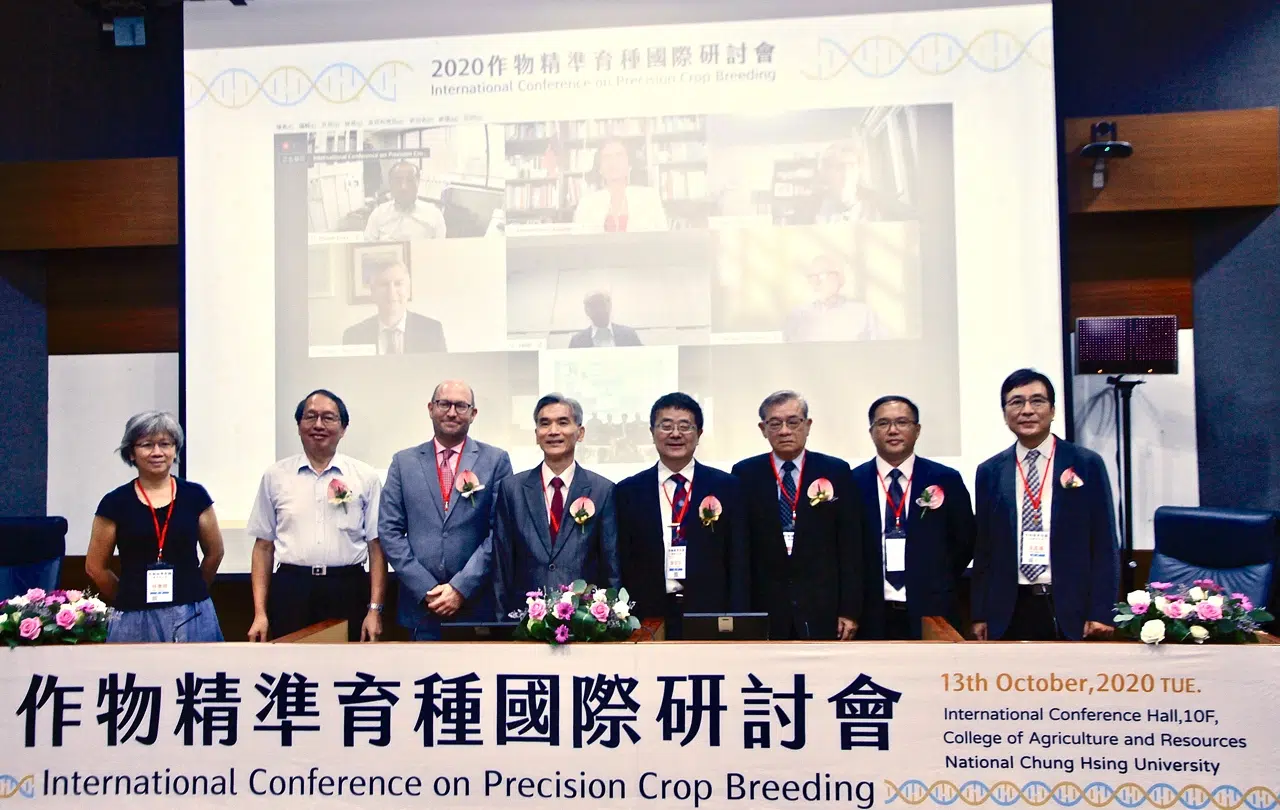 2020作物精準育種國際研討會
International Conference on Precision Crop Breeding
作物精準育種國際研討會
International Conference on Precision Crop Breeding
13th October,2020 TUE.
International Conference Hall,10F,
College of Agriculture and Resources
National Chung Hsing University